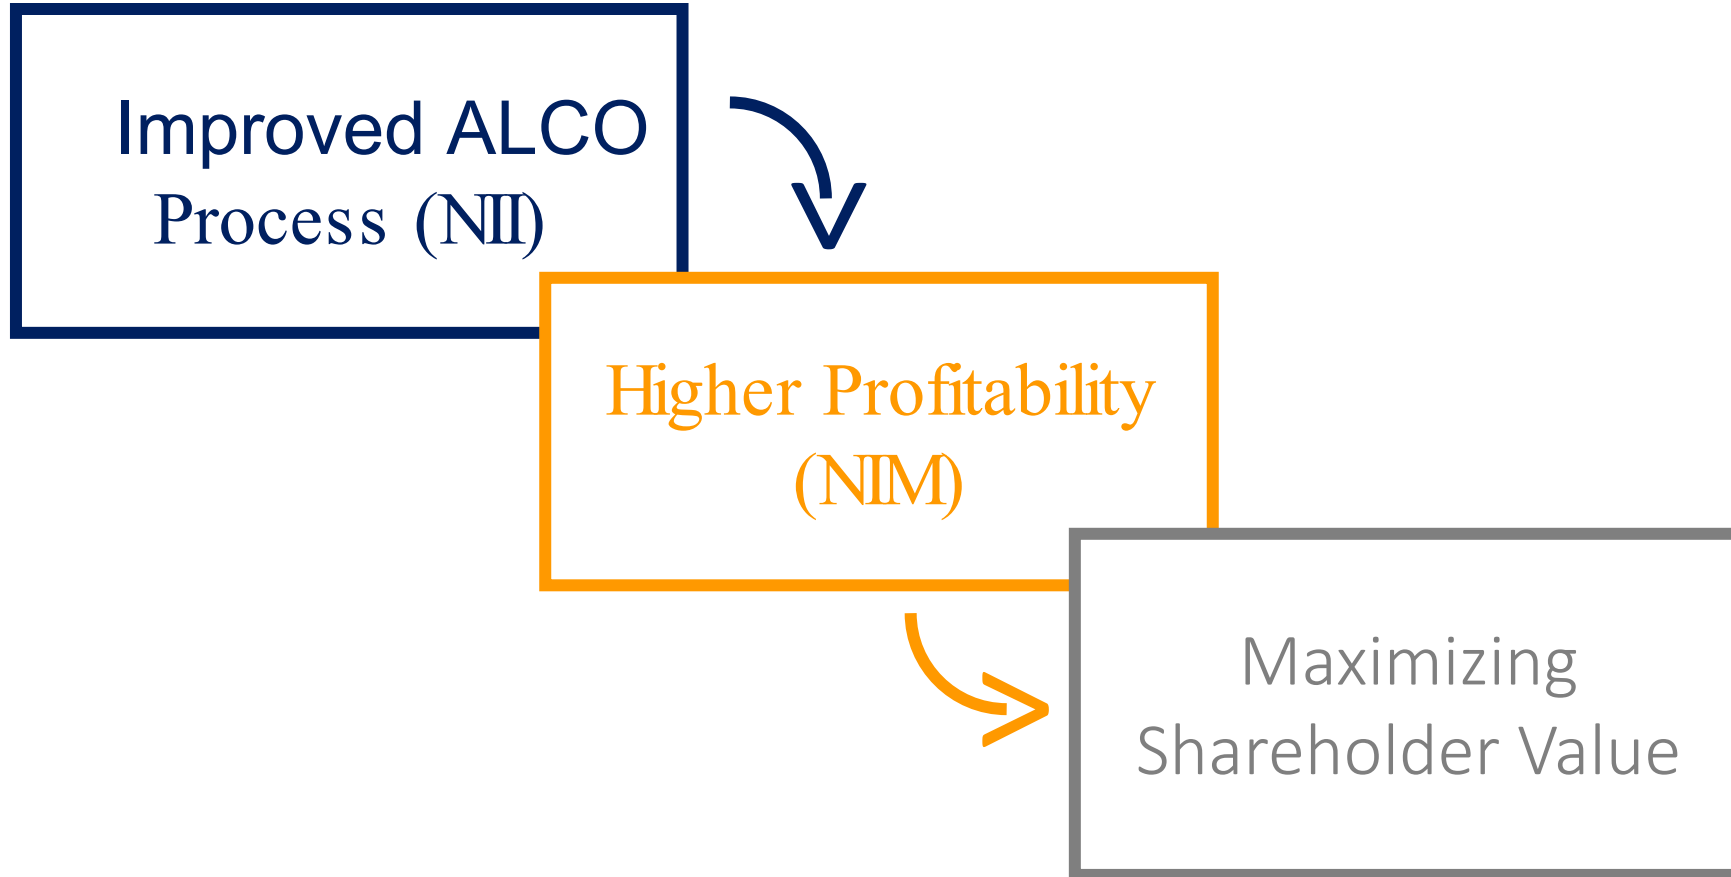 Improved ALCO
Process (NII)
Higher Profitability
(NIM)
Maximizing
Shareholder Value